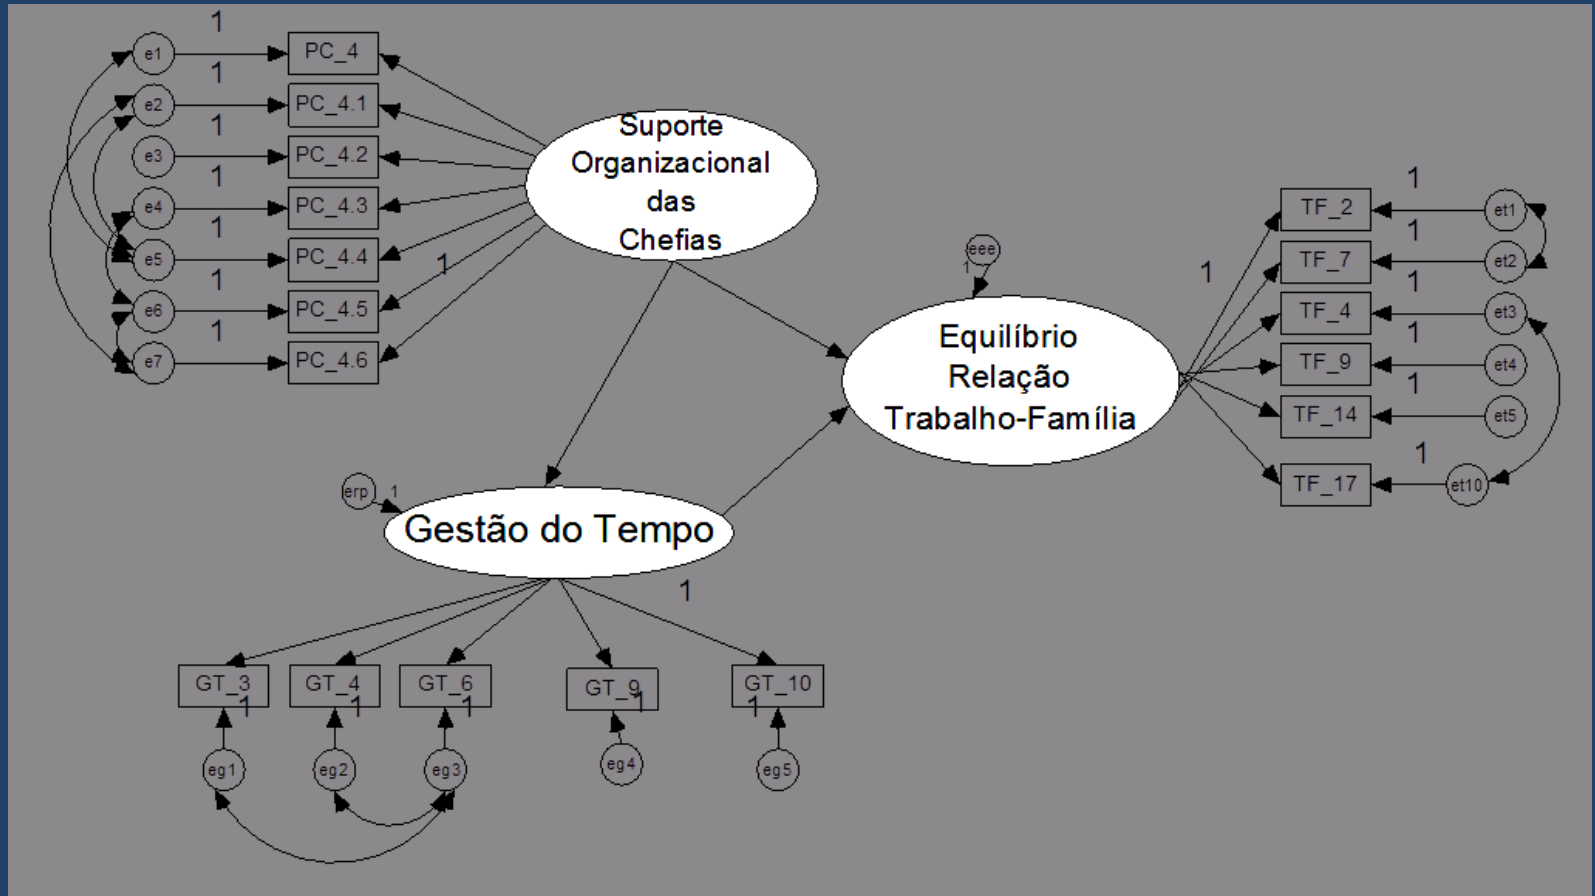 1
e1
PC_4
1
e2
PC_4.1
1
e3
PC_4.2
1
e4
PC_4.3
1
e5
PC_4.4
1
e6
PC_4.5
1
e7
PC_4.6
1
Suporte
Organizacional
das
Chefias
eee
1
Equilíbrio
Relação
Trabalho-Família
1
TF_2
1
et1
TF_7
1
et2
TF_4
1
et3
TF_9
1
et4
TF_14
1
et5
TF_17
1
et10
erp
1
Gestão do Tempo
1
GT_3
GT_4
GT_6
GT_9
GT_10
1
1
1
1
1
eg1
eg2
eg3
eg4
eg5